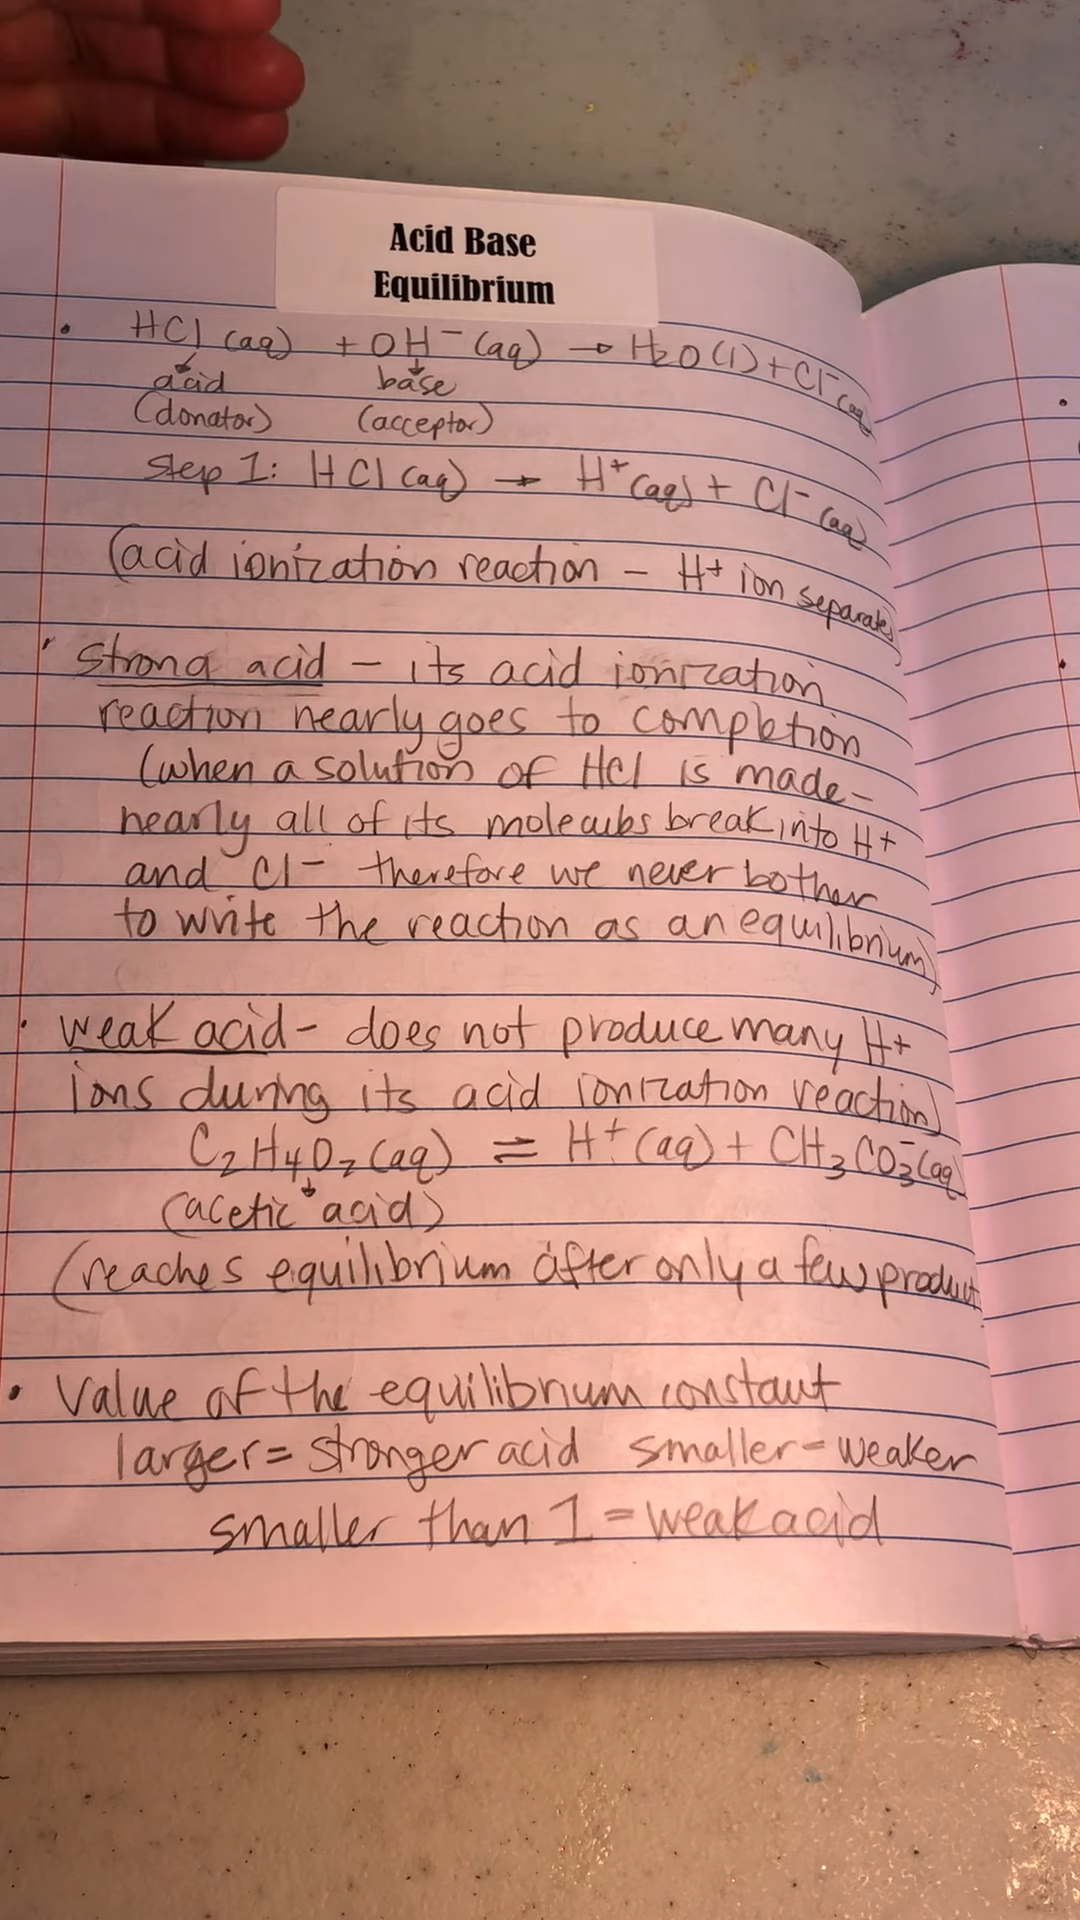 Acid Base
Equilibrium
• HCl (aq) + OH⁻ (aq) → H₂O (l) + Cl⁻ (aq)
acid base
(donator) (acceptor)
Step 1: HCl (aq) → H⁺ (aq) + Cl⁻ (aq)
(acid ionization reaction – H⁺ ion separates
• strong acid – its acid ionization
reaction nearly goes to completion
(when a solution of HCl is made –
nearly all of its molecules break into H+
and Cl⁻ therefore we never bother
to write the reaction as an equilibrium)
• weak acid – does not produce many H+
ions during its acid ionization reaction)
C₂H₄O₂ (aq) ⇌ H⁺ (aq) + CH₃CO₃⁻ (aq)
(acetic acid)
(reaches equilibrium after only a few product
• Value of the equilibrium constant
larger = stronger acid smaller = weaker
smaller than 1 = weak acid